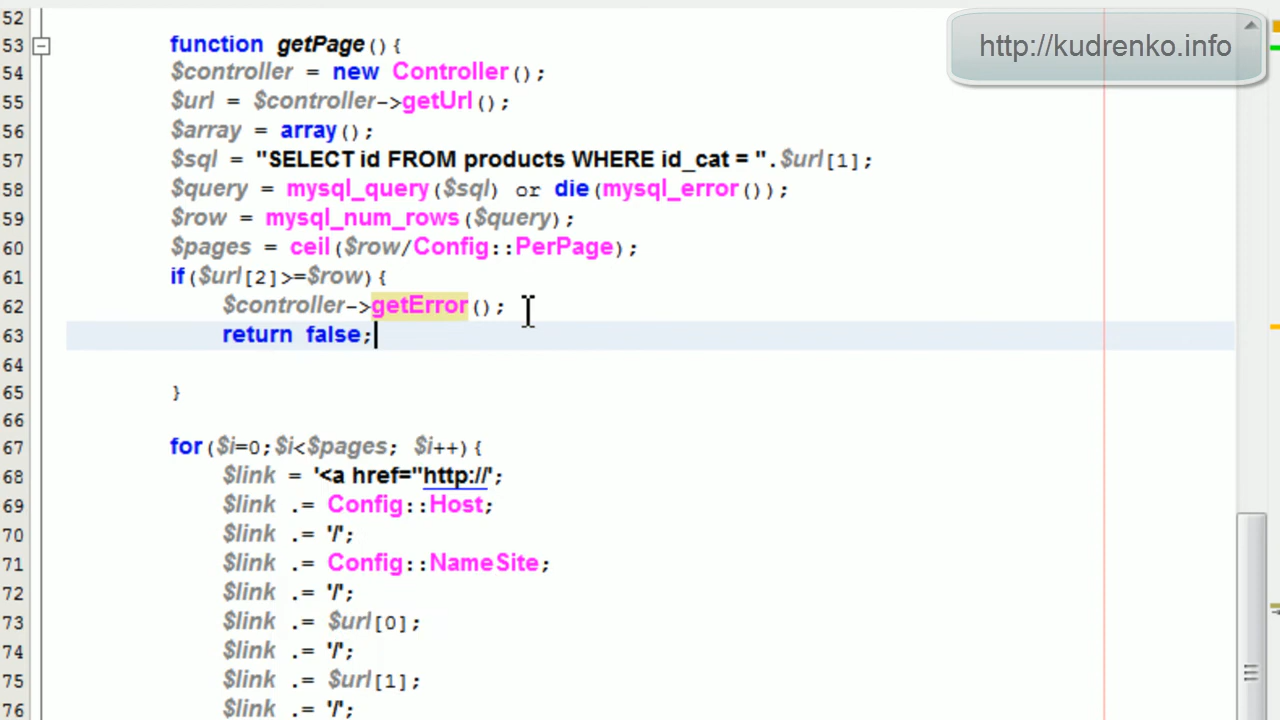 http://kudrenko.info
52
53 function getPage(){
54 $controller = new Controller();
55 $url = $controller->getUrl();
56 $array = array();
57 $sql = "SELECT id FROM products WHERE id_cat = ".$url[1];
58 $query = mysql_query($sql) or die(mysql_error());
59 $row = mysql_num_rows($query);
60 $pages = ceil($row/Config::PerPage);
61 if($url[2]>=$row){
62 $controller->getError();
63 return false;
64
65 }
66
67 for($i=0;$i<$pages; $i++){
68 $link = '<a href="http://';
69 $link .= Config::Host;
70 $link .= '/';
71 $link .= Config::NameSite;
72 $link .= '/';
73 $link .= $url[0];
74 $link .= '/';
75 $link .= $url[1];
76 $link .= '/';